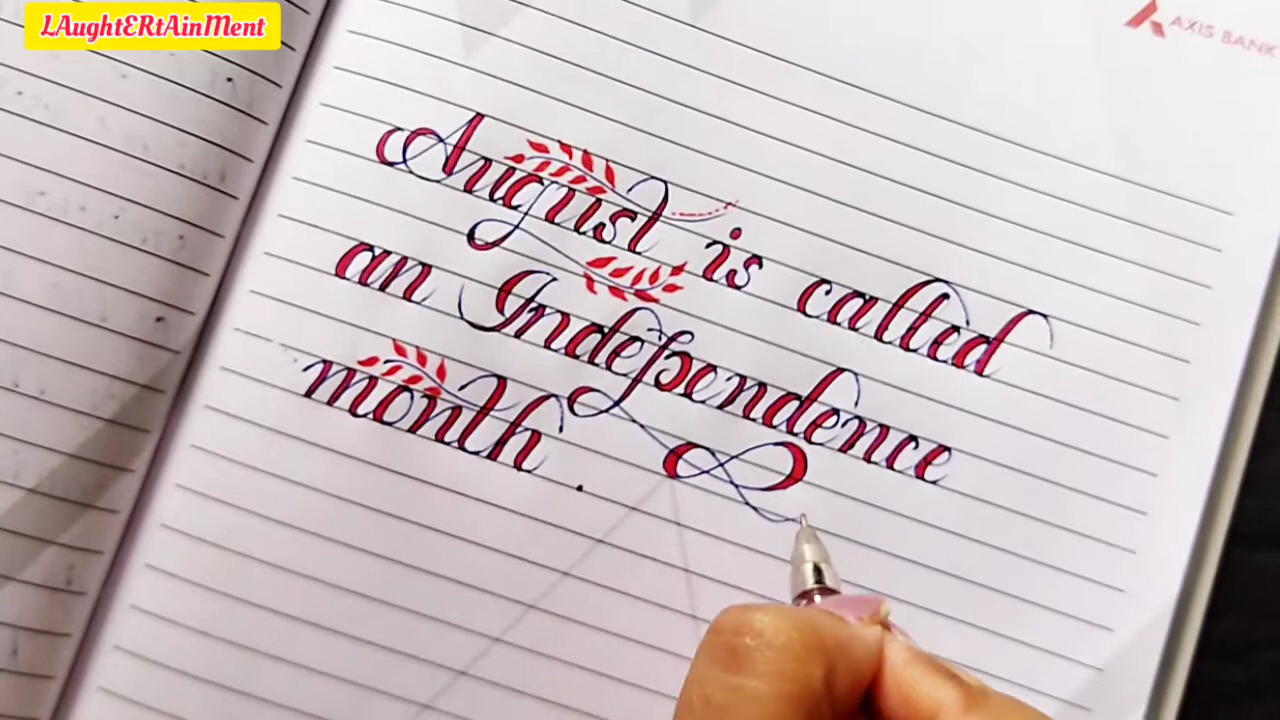 LAughtERtAinMent
AXIS BANK
August is called
an Independence
month.